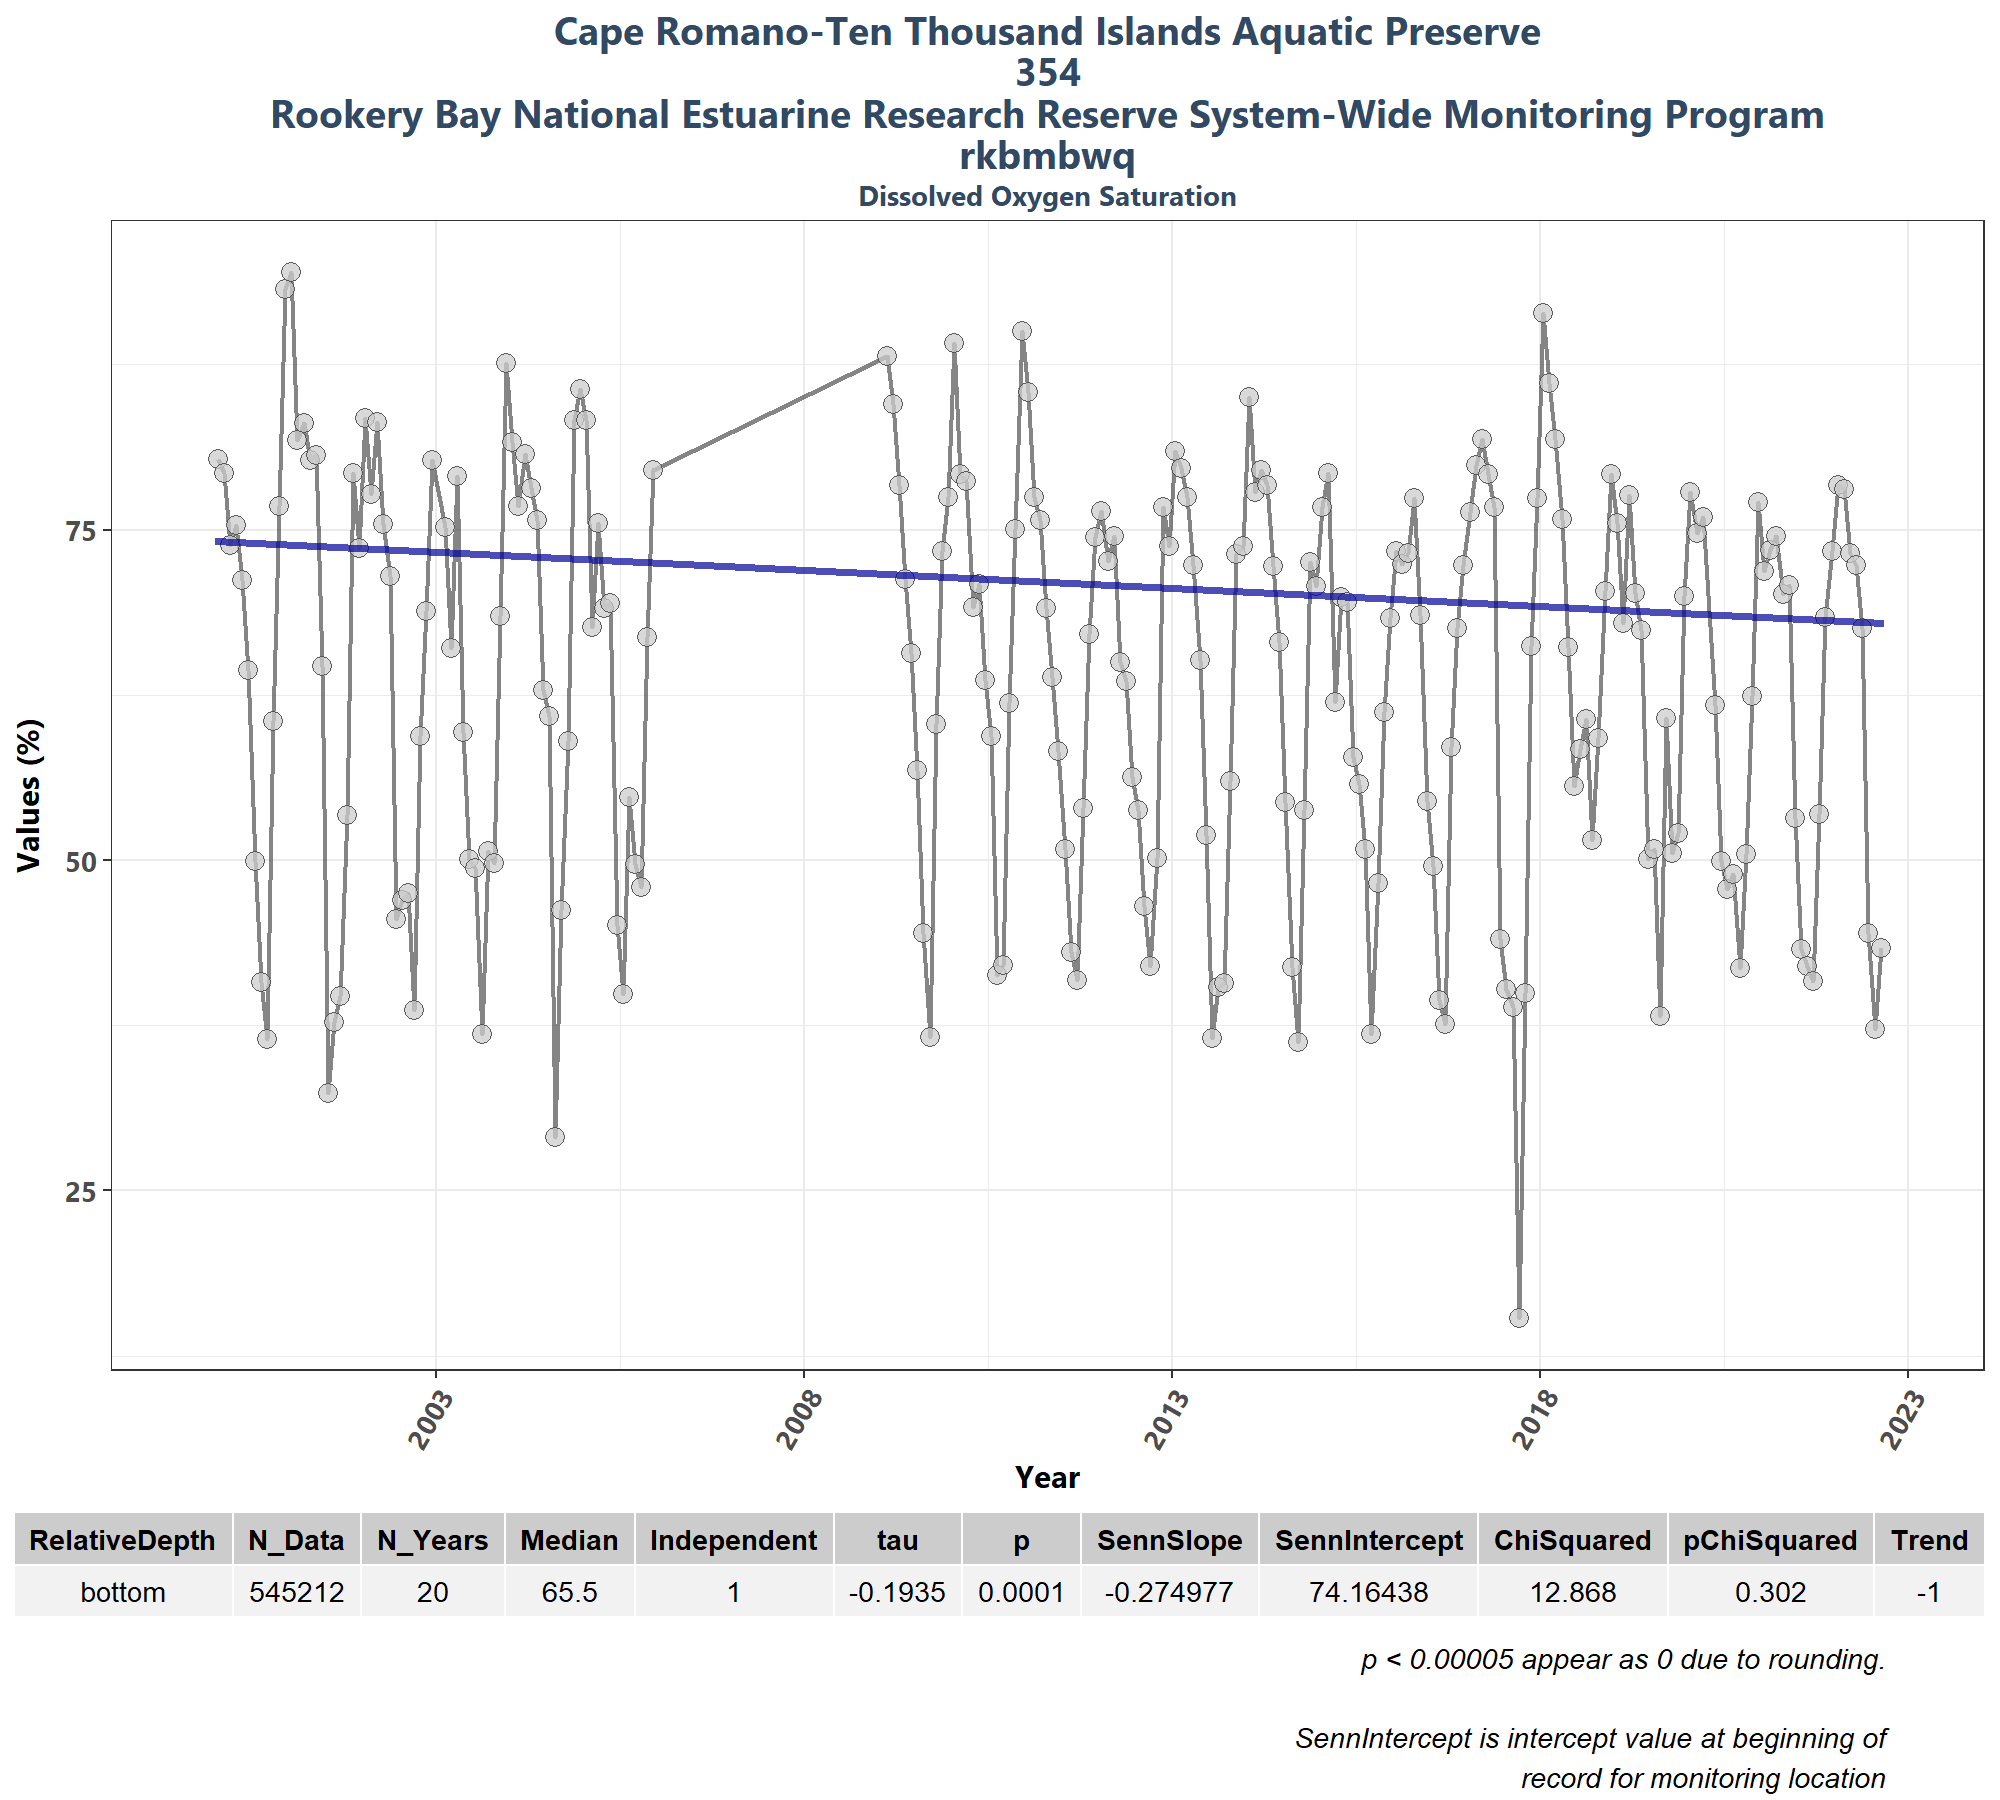 Cape Romano-Ten Thousand Islands Aquatic Preserve
354
Rookery Bay National Estuarine Research Reserve System-Wide Monitoring Program
rkbmbwq
Dissolved Oxygen Saturation
Values (%)
75
50
25
2003 2008 2013 2018 2023
Year
RelativeDepth N_Data N_Years Median Independent tau p SennSlope SennIntercept ChiSquared pChiSquared Trend
bottom 545212 20 65.5 1 -0.1935 0.0001 -0.274977 74.16438 12.868 0.302 -1
p < 0.00005 appear as 0 due to rounding.
SennIntercept is intercept value at beginning of
record for monitoring location